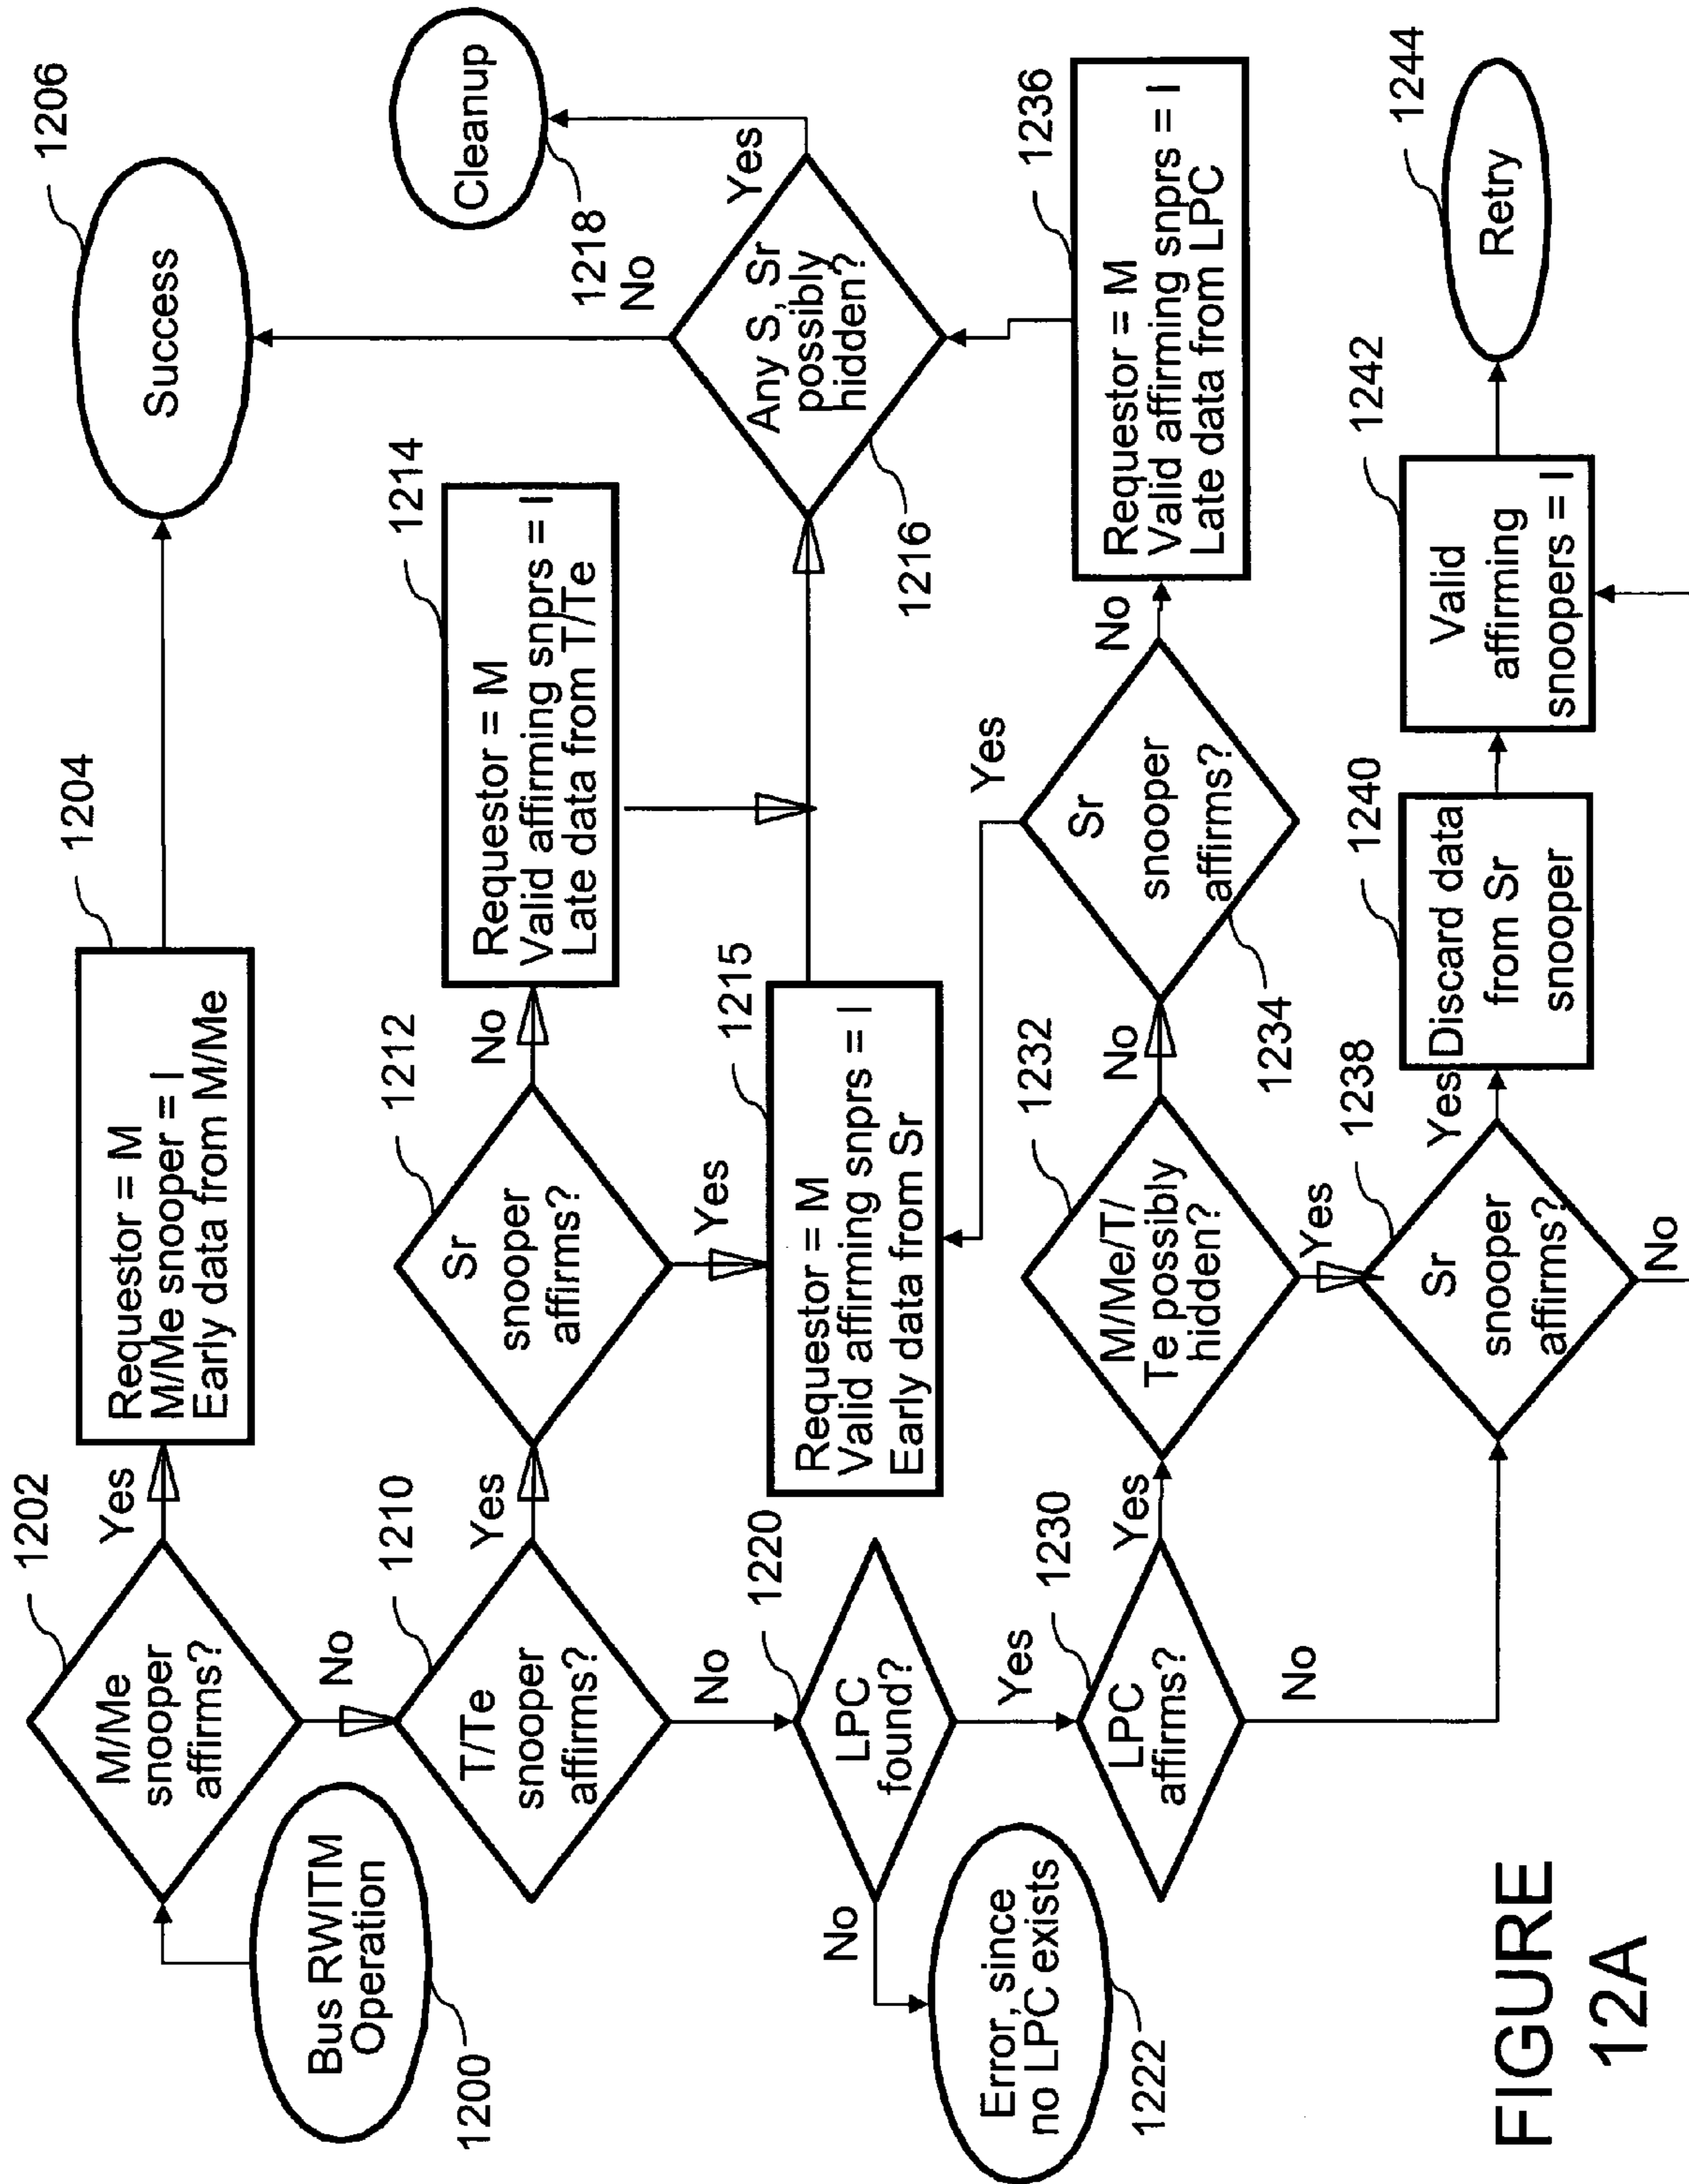 1200
Bus RWITM
Operation
1202
M/Me
snooper
affirms?
Yes
No
1204
Requestor = M
M/Me snooper = I
Early data from M/Me
1206
Success
1210
T/Te
snooper
affirms?
Yes
No
1212
Sr
snooper
affirms?
No
Yes
1214
Requestor = M
Valid affirming snprs = I
Late data from T/Te
1215
Requestor = M
Valid affirming snprs = I
Early data from Sr
1216
Any S, Sr
possibly
hidden?
No
Yes
1218
Cleanup
1220
LPC
found?
No
Yes
1222
Error, since
no LPC exists
1230
LPC
affirms?
Yes
No
1232
M/Me/T/
Te possibly
hidden?
No
Yes
1234
Sr
snooper
affirms?
Yes
No
1236
Requestor = M
Valid affirming snprs = I
Late data from LPC
1238
Sr
snooper
affirms?
Yes
No
1240
Discard data
from Sr
snooper
1242
Valid
affirming
snoopers = I
1244
Retry
FIGURE
12A